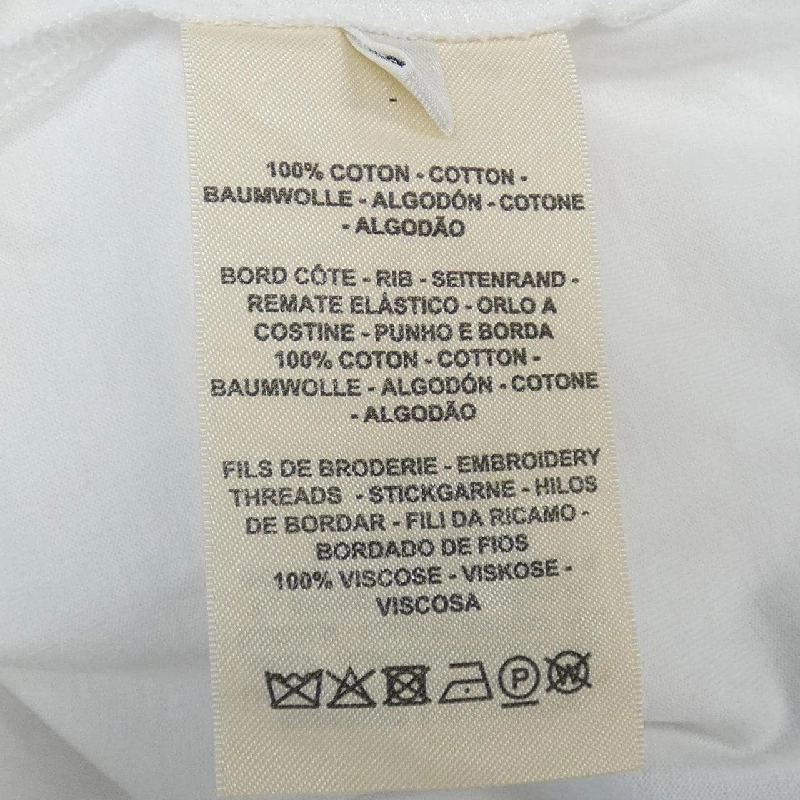 100% COTON - COTTON -
BAUMWOLLE - ALGODÓN - COTONE
- ALGODÃO
BORD CÔTE - RIB - SEITENRAND -
REMATE ELÁSTICO - ORLO A
COSTINE - PUNHO E BORDA
100% COTON - COTTON -
BAUMWOLLE - ALGODÓN - COTONE
- ALGODÃO
FILS DE BRODERIE - EMBROIDERY
THREADS - STICKGARNE - HILOS
DE BORDAR - FILI DA RICAMO -
BORDADO DE FIOS
100% VISCOSE - VISKOSE -
VISCOSA
P W